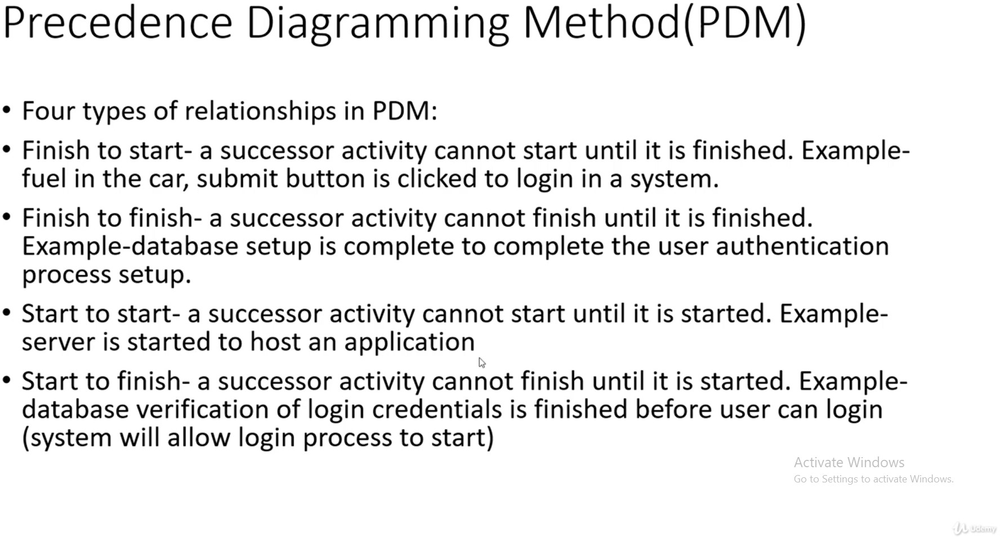 Precedence Diagramming Method(PDM)
• Four types of relationships in PDM:
• Finish to start- a successor activity cannot start until it is finished. Example-
fuel in the car, submit button is clicked to login in a system.
• Finish to finish- a successor activity cannot finish until it is finished.
Example-database setup is complete to complete the user authentication
process setup.
• Start to start- a successor activity cannot start until it is started. Example-
server is started to host an application
• Start to finish- a successor activity cannot finish until it is started. Example-
database verification of login credentials is finished before user can login
(system will allow login process to start)
Activate Windows
Go to Settings to activate Windows.
Udemy